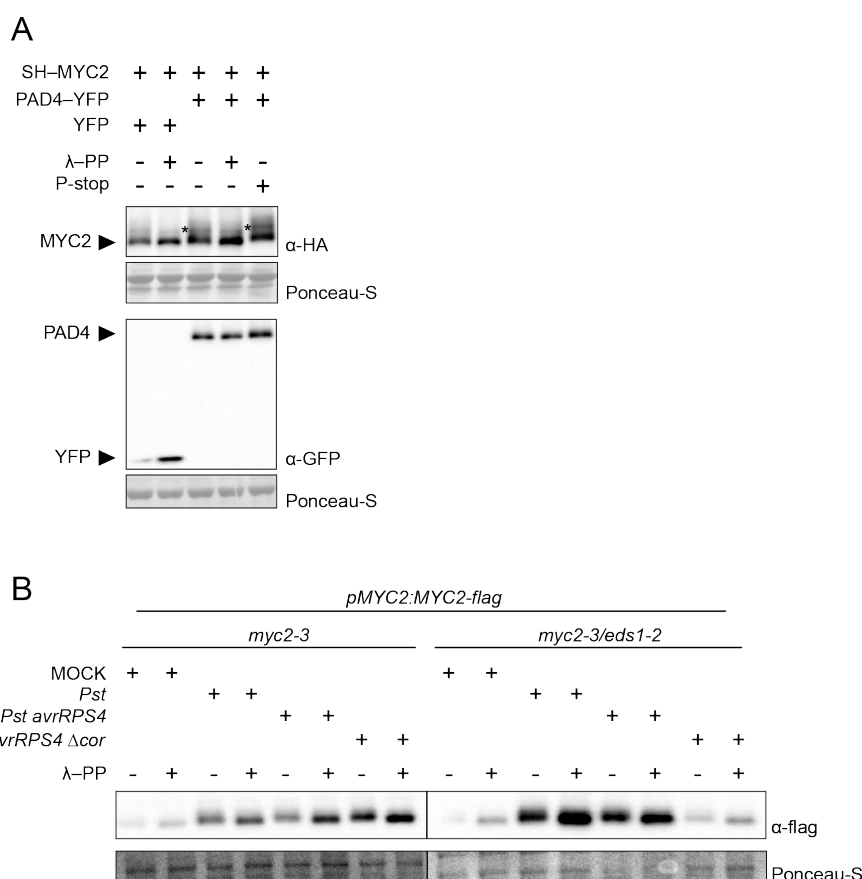 A
SH–MYC2 + + + + +
PAD4–YFP + + +
YFP + +
λ–PP - + - + -
P-stop - - - - +
* *
MYC2 α-HA
Ponceau-S
PAD4
YFP α-GFP
Ponceau-S
B
pMYC2:MYC2-flag
myc2-3 myc2-3/eds1-2
MOCK + + + +
Pst + + + +
Pst avrRPS4 + + + +
vrRPS4 Δcor + + + +
λ–PP - + - + - + - + - + - + - + - +
α-flag
Ponceau-S